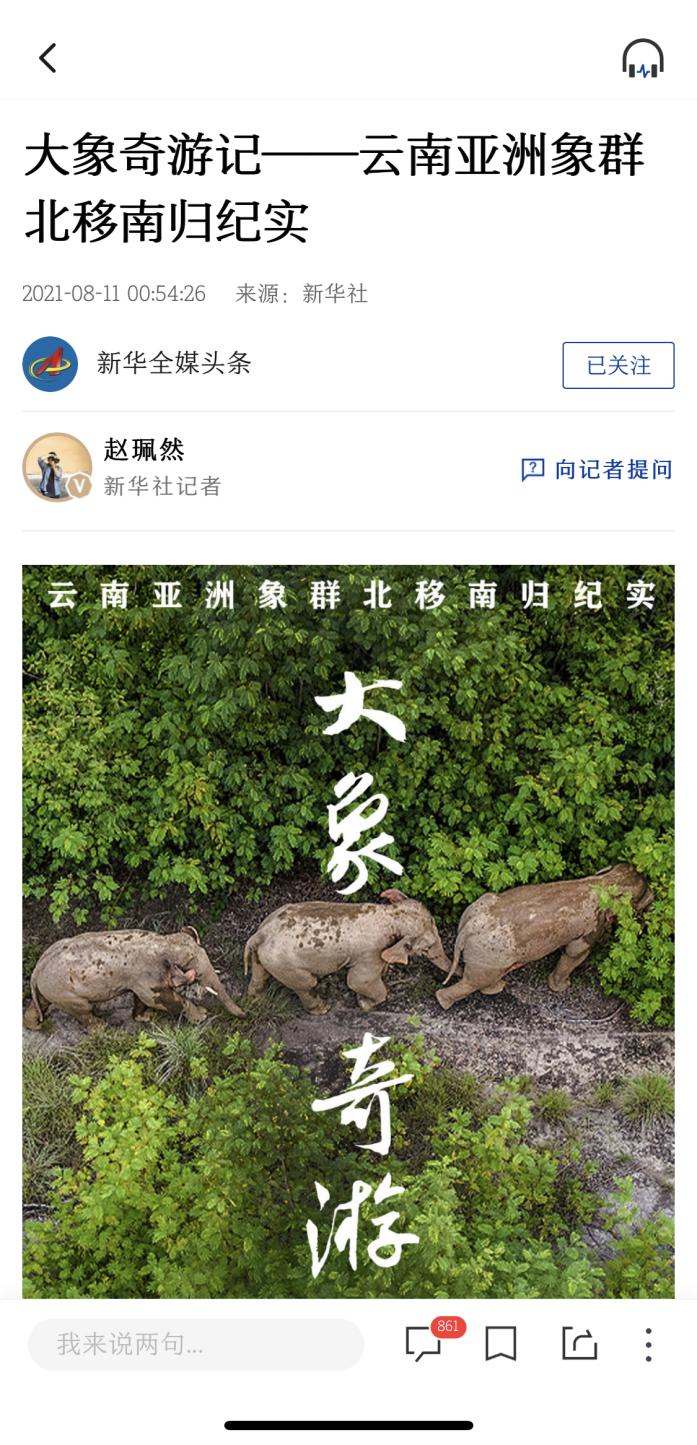 大象奇游记——云南亚洲象群
北移南归纪实
2021-08-11 00:54:26 来源：新华社
新华全媒头条
已关注
赵珮然
新华社记者
向记者提问
云南亚洲象群北移南归纪实
大
象
奇
游
我来说两句...
861